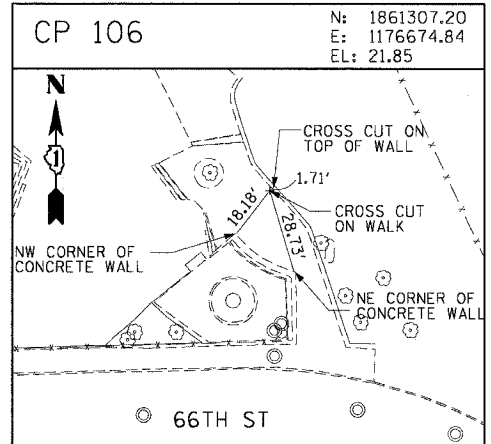 CP 106
N: 1861307.20
E: 1176674.84
EL: 21.85
N
1
CROSS CUT ON
TOP OF WALL
1.71'
18.18'
CROSS CUT
ON WALK
28.73'
NW CORNER OF
CONCRETE WALL
NE CORNER OF
CONCRETE WALL
66TH ST